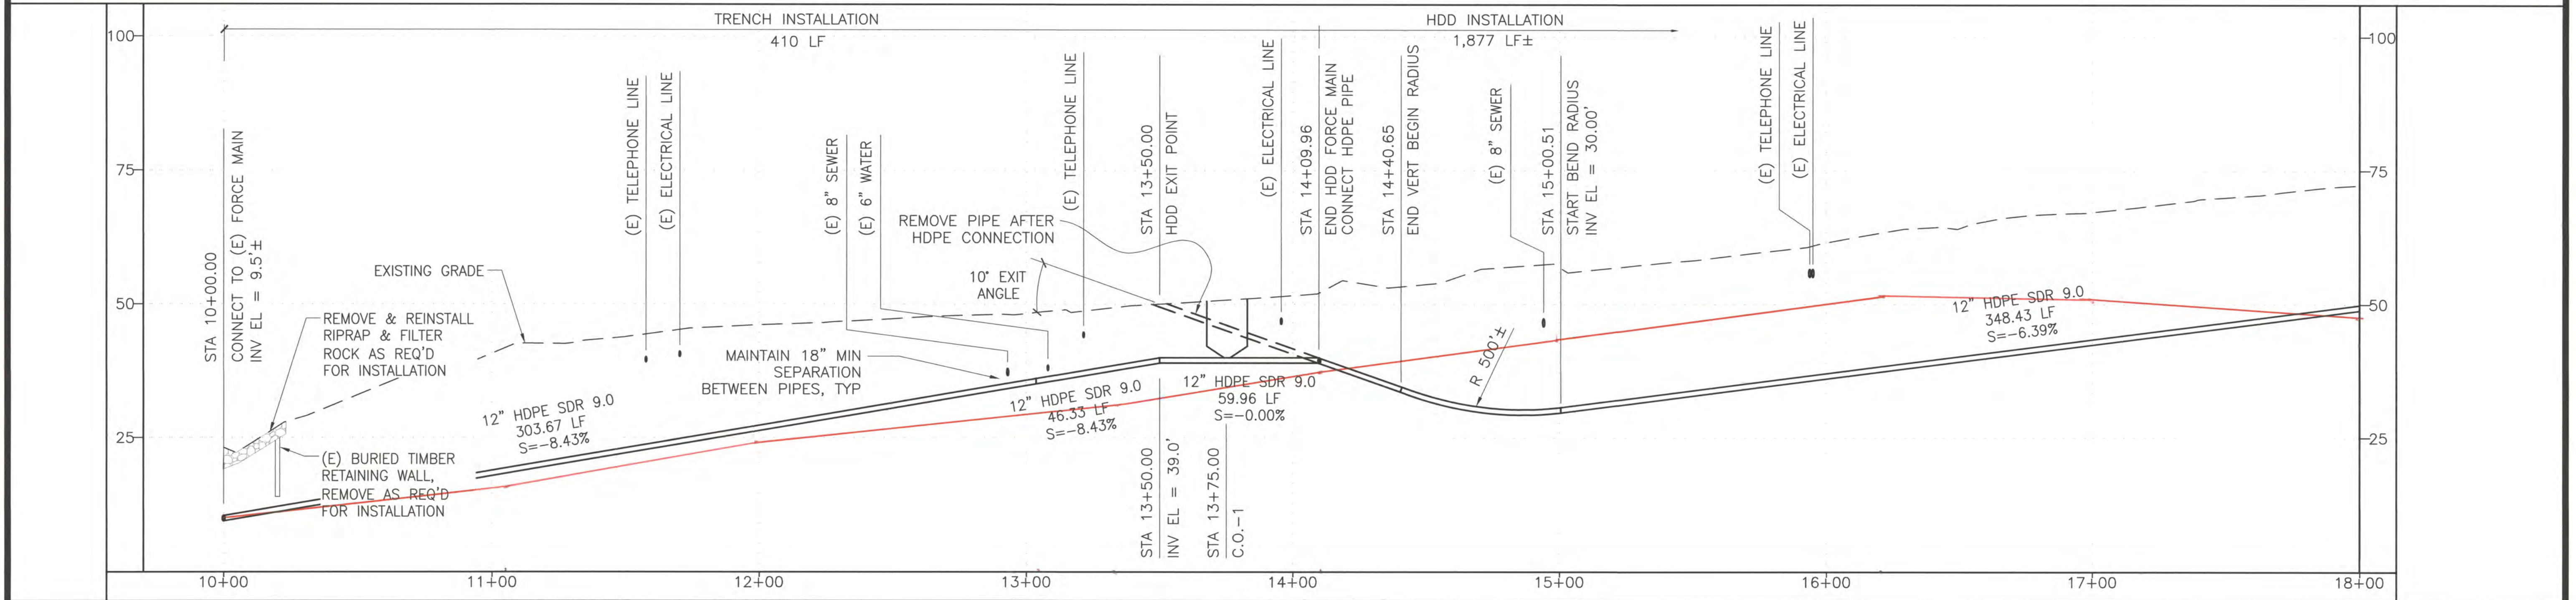 TRENCH INSTALLATION
410 LF
HDD INSTALLATION
1,877 LF±
100
75
50
25
100
75
50
25
STA 10+00.00
CONNECT TO (E) FORCE MAIN
INV EL = 9.5'±
EXISTING GRADE
REMOVE & REINSTALL
RIPRAP & FILTER
ROCK AS REQ'D
FOR INSTALLATION
(E) BURIED TIMBER
RETAINING WALL,
REMOVE AS REQ'D
FOR INSTALLATION
12" HDPE SDR 9.0
303.67 LF
S=-8.43%
(E) TELEPHONE LINE
(E) ELECTRICAL LINE
(E) 8" SEWER
(E) 6" WATER
MAINTAIN 18" MIN
SEPARATION
BETWEEN PIPES, TYP
REMOVE PIPE AFTER
HDPE CONNECTION
10° EXIT
ANGLE
(E) TELEPHONE LINE
STA 13+50.00
HDD EXIT POINT
12" HDPE SDR 9.0
46.33 LF
S=-8.43%
12" HDPE SDR 9.0
59.96 LF
S=-0.00%
STA 13+50.00
INV EL = 39.0'
STA 13+75.00
C.O.-1
(E) ELECTRICAL LINE
STA 14+09.96
END HDD FORCE MAIN
CONNECT HDPE PIPE
STA 14+40.65
END VERT BEGIN RADIUS
(E) 8" SEWER
R 500'±
STA 15+00.51
START BEND RADIUS
INV EL = 30.00'
(E) TELEPHONE LINE
(E) ELECTRICAL LINE
12" HDPE SDR 9.0
348.43 LF
S=-6.39%
10+00
11+00
12+00
13+00
14+00
15+00
16+00
17+00
18+00